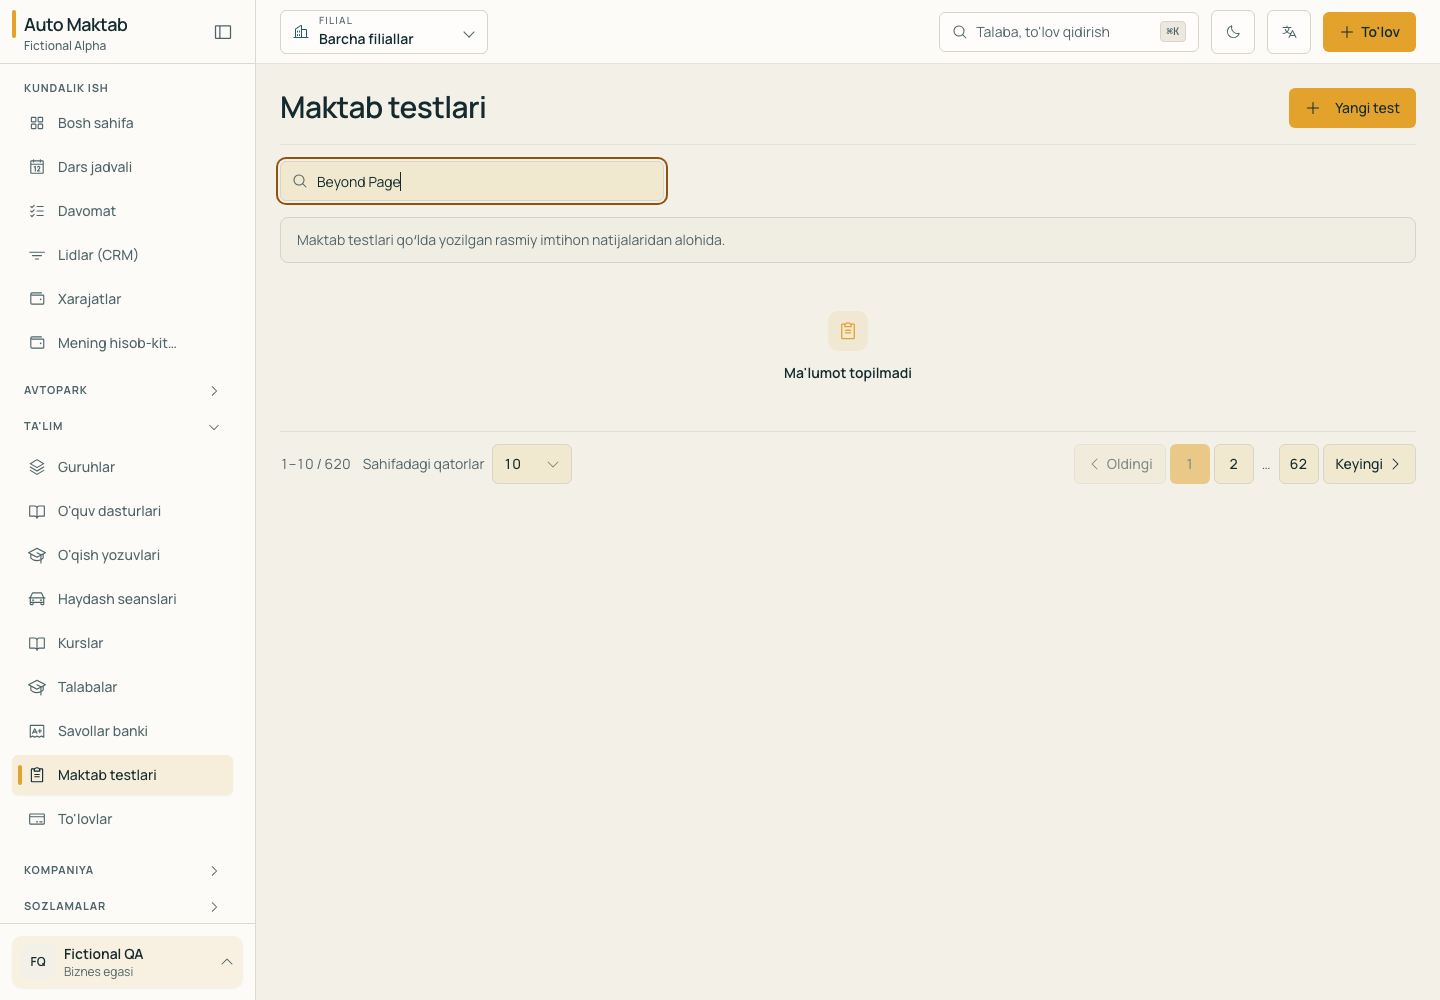 Auto Maktab
Fictional Alpha
FILIAL
Barcha filiallar
Talaba, to'lov qidirish
⌘K
To'lov
KUNDALIK ISH
Bosh sahifa
Dars jadvali
Davomat
Lidlar (CRM)
Xarajatlar
Mening hisob-kit...
AVTOPARK
TA'LIM
Guruhlar
O'quv dasturlari
O'qish yozuvlari
Haydash seanslari
Kurslar
Talabalar
Savollar banki
Maktab testlari
To'lovlar
KOMPANIYA
SOZLAMALAR
FQ
Fictional QA
Biznes egasi
Maktab testlari
Yangi test
Beyond Page
Maktab testlari qoʻlda yozilgan rasmiy imtihon natijalaridan alohida.
Ma'lumot topilmadi
1–10 / 620
Sahifadagi qatorlar
10
Oldingi
1
2
...
62
Keyingi